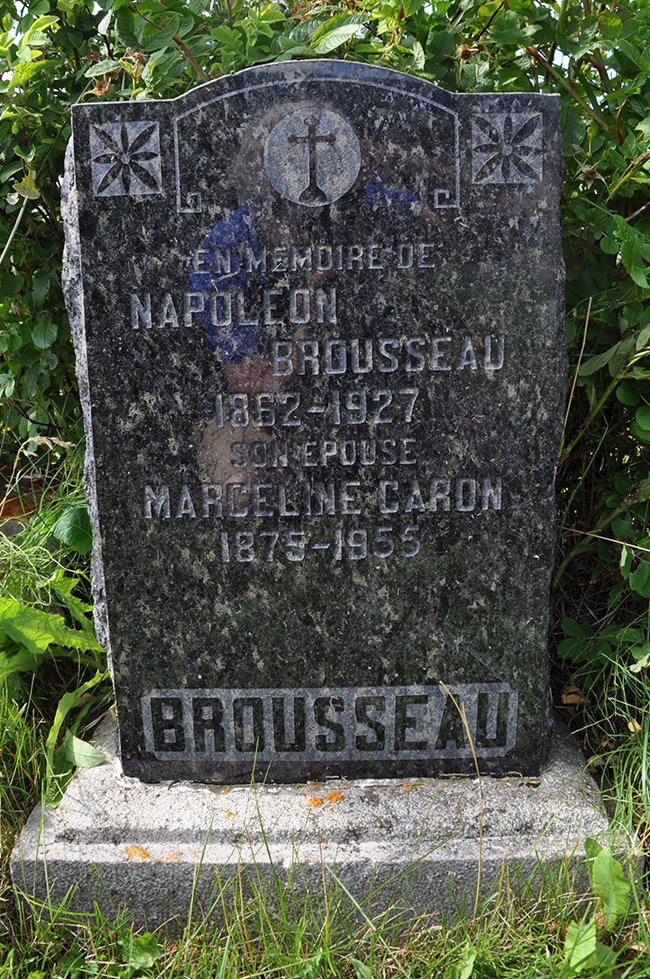 EN MEMOIRE DE
NAPOLEON
BROUSSEAU
1862-1927
SON EPOUSE
MARCELINE CARON
1875-1955
BROUSSEAU